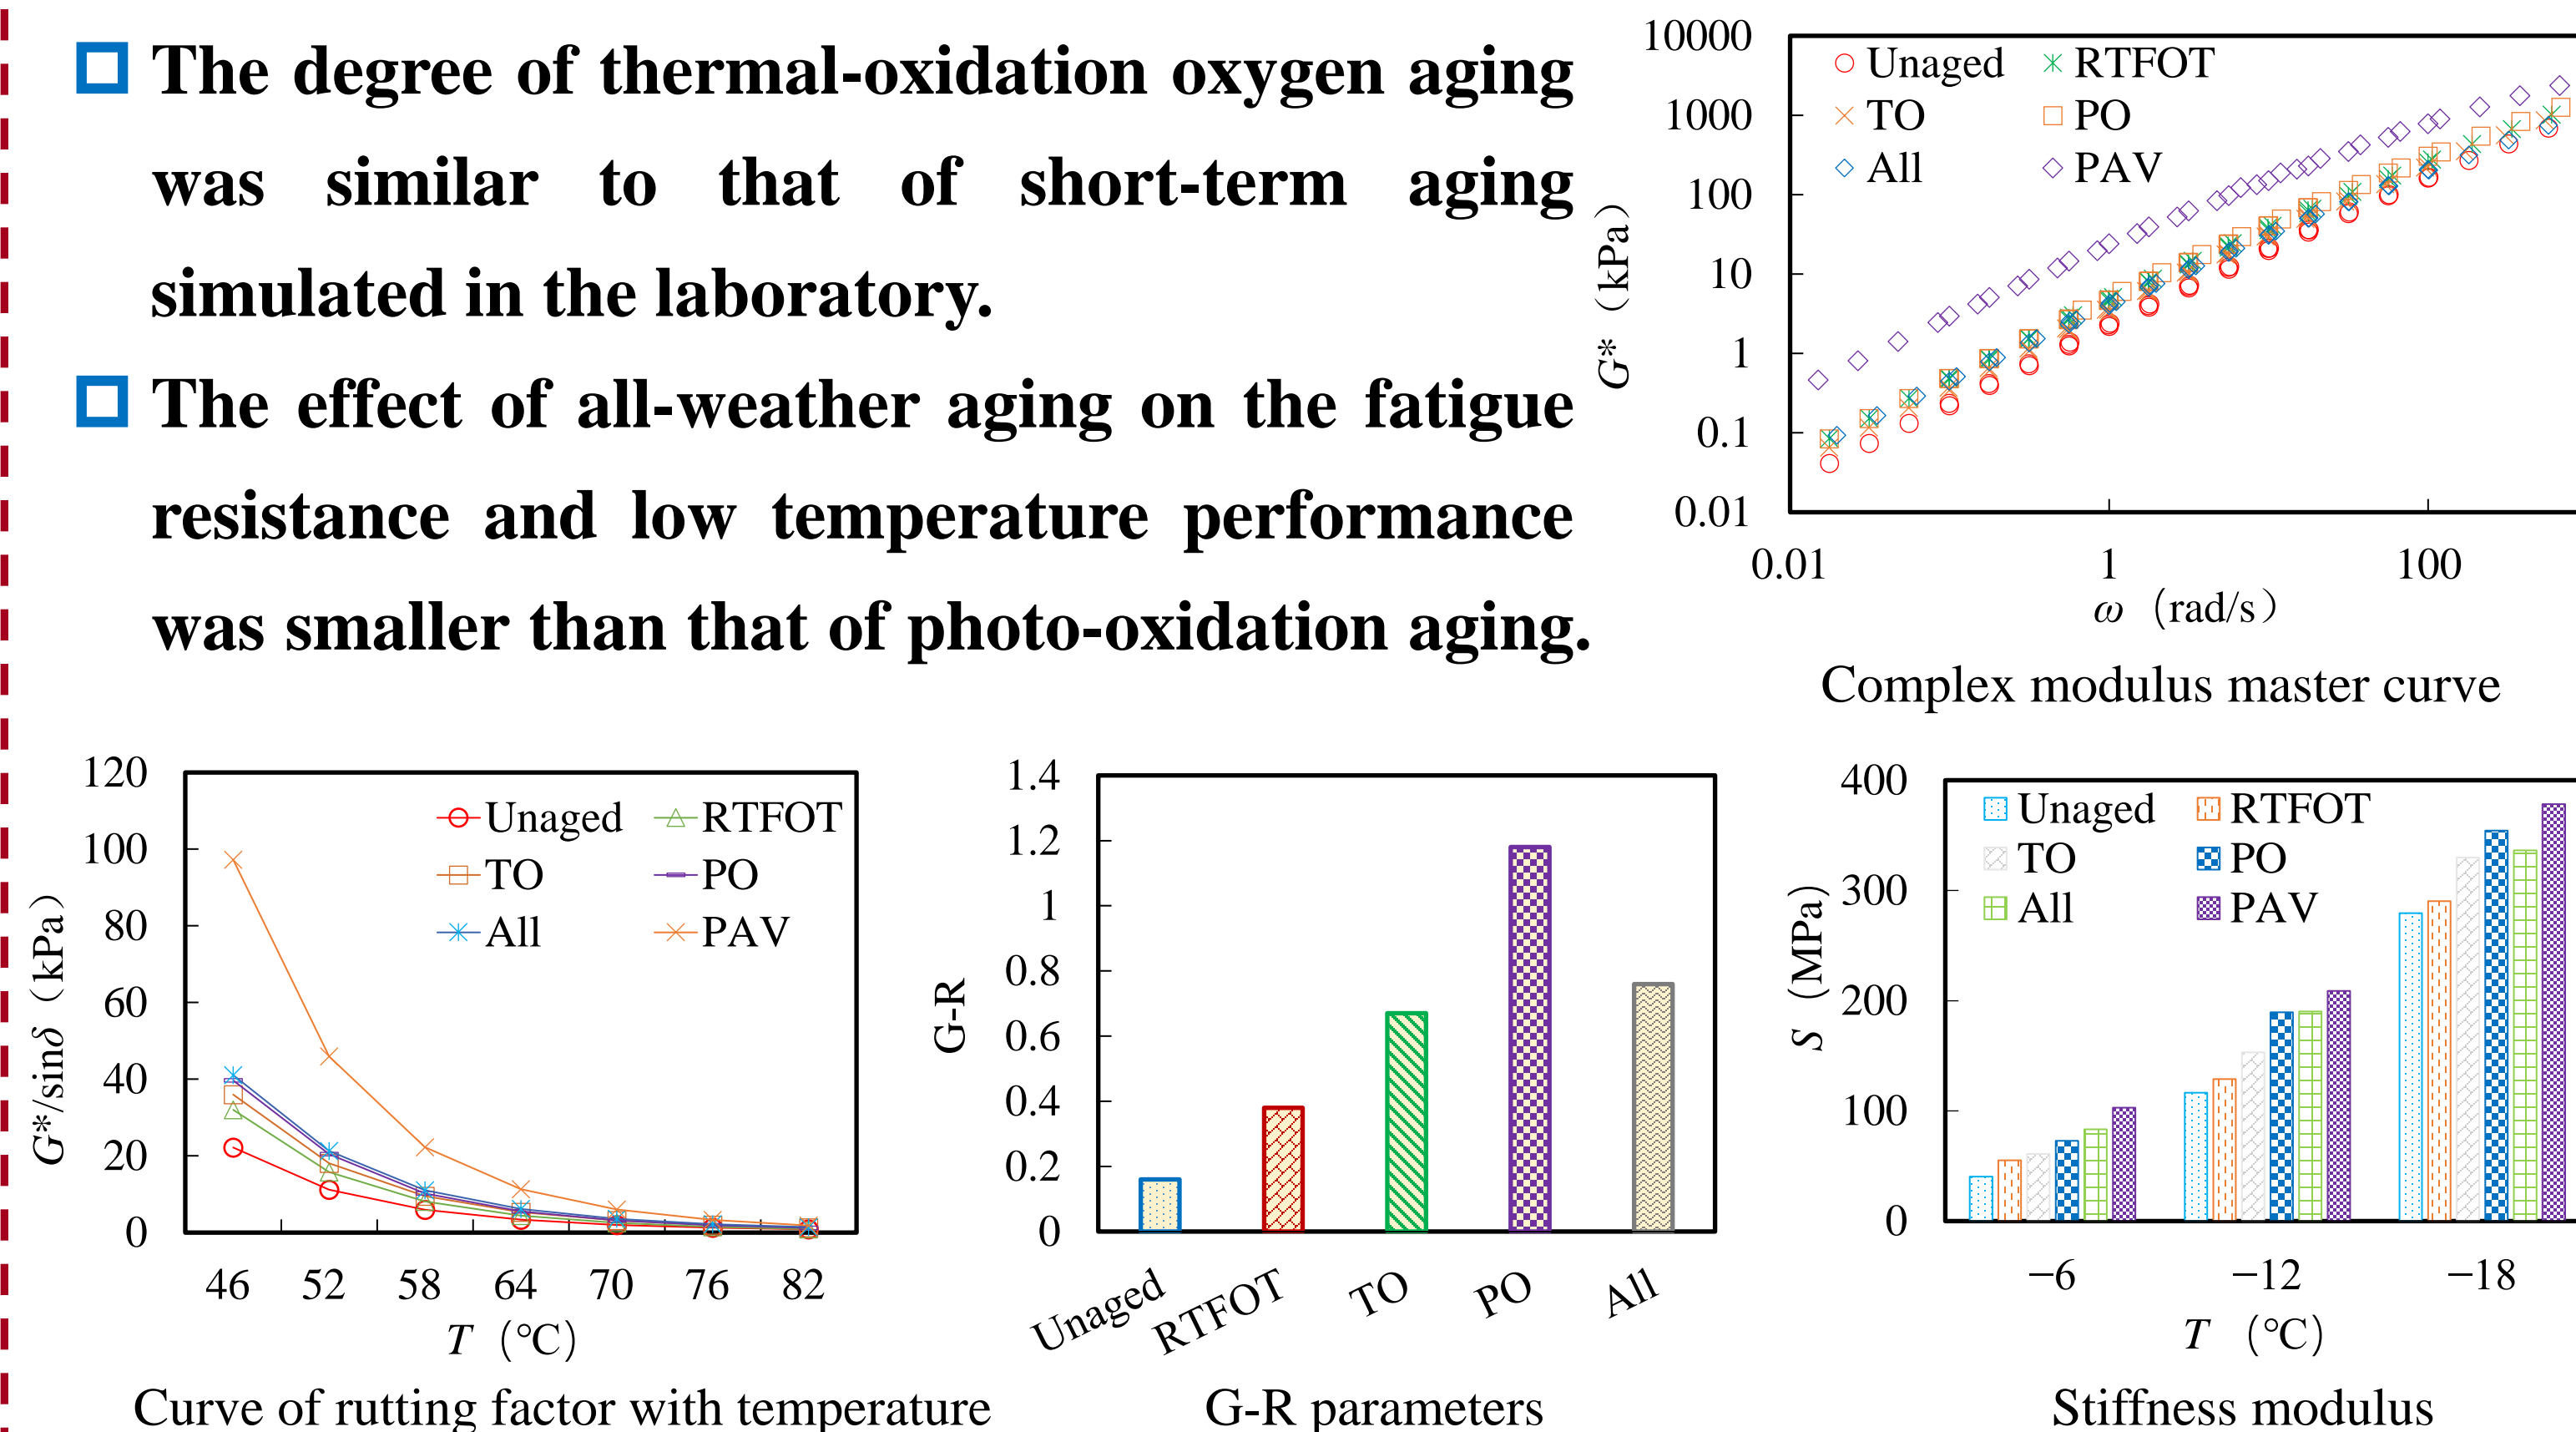 The degree of thermal-oxidation oxygen aging
was similar to that of short-term aging
simulated in the laboratory.
The effect of all-weather aging on the fatigue
resistance and low temperature performance
was smaller than that of photo-oxidation aging.
10000
1000
100
10
1
0.1
0.01
G*（kPa）
Unaged RTFOT
TO PO
All PAV
0.01 1 100
ω（rad/s）
Complex modulus master curve
120
100
80
60
40
20
0
G*/sinδ（kPa）
Unaged RTFOT
TO PO
All PAV
46 52 58 64 70 76 82
T（℃）
Curve of rutting factor with temperature
1.4
1.2
1
0.8
0.6
0.4
0.2
0
G-R
Unaged RTFOT TO PO All
G-R parameters
400
300
200
100
0
S（MPa）
Unaged RTFOT
TO PO
All PAV
−6 −12 −18
T（℃）
Stiffness modulus